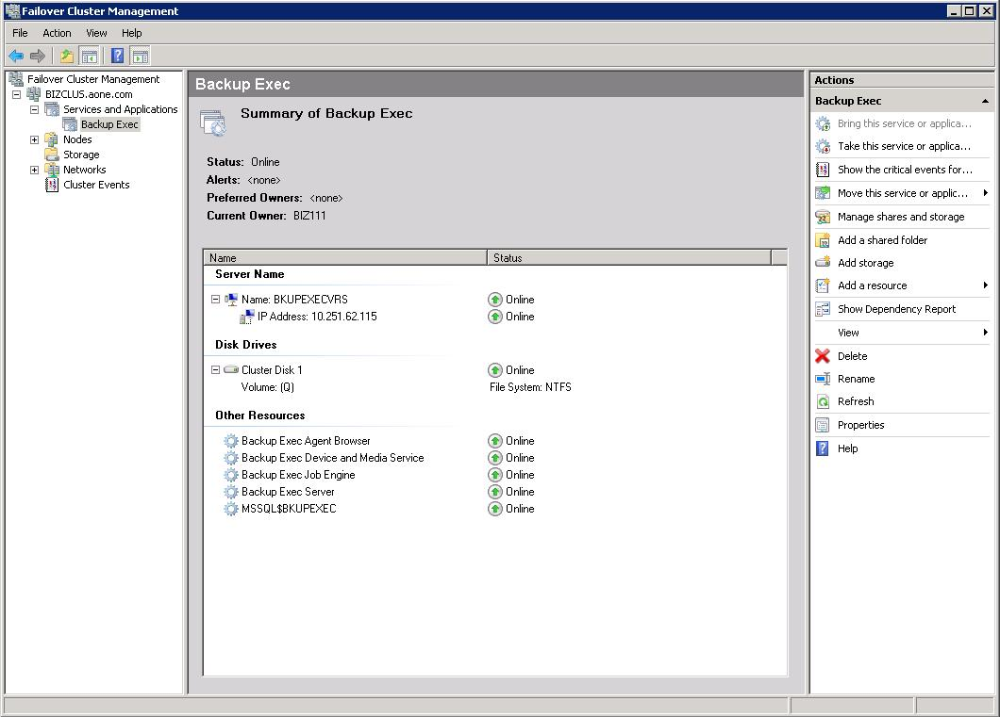 Failover Cluster Management
File Action View Help
Failover Cluster Management
BIZCLUS.aone.com
Services and Applications
Backup Exec
Nodes
Storage
Networks
Cluster Events
Backup Exec
Summary of Backup Exec
Status: Online
Alerts: <none>
Preferred Owners: <none>
Current Owner: BIZ111
Name Status
Server Name
Name: BKUPEXECVRS Online
IP Address: 10.251.62.115 Online
Disk Drives
Cluster Disk 1 Online
Volume: (Q) File System: NTFS
Other Resources
Backup Exec Agent Browser Online
Backup Exec Device and Media Service Online
Backup Exec Job Engine Online
Backup Exec Server Online
MSSQL$BKUPEXEC Online
Actions
Backup Exec
Bring this service or applica...
Take this service or applica...
Show the critical events for...
Move this service or applic...
Manage shares and storage
Add a shared folder
Add storage
Add a resource
Show Dependency Report
View
Delete
Rename
Refresh
Properties
Help